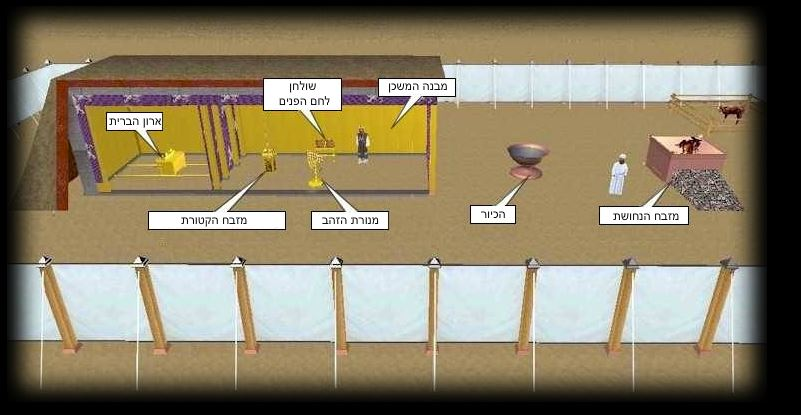 מבנה המשכן
שולחן
לחם הפנים
ארון הברית
מזבח הנחושת
הכיור
מנורת הזהב
מזבח הקטורת